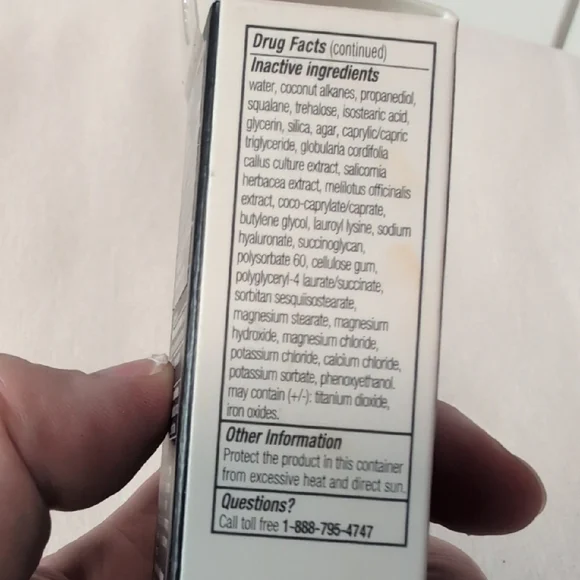 Drug Facts (continued)
Inactive ingredients
water, coconut alkanes, propanediol,
squalane, trehalose, isostearic acid,
glycerin, silica, agar, caprylic/capric
triglyceride, globularia cordifolia
callus culture extract, salicornia
herbacea extract, melilotus officinalis
extract, coco-caprylate/caprate,
butylene glycol, lauroyl lysine, sodium
hyaluronate, succinoglycan,
polysorbate 60, cellulose gum,
polyglyceryl-4 laurate/succinate,
sorbitan sesquiisostearate,
magnesium stearate, magnesium
hydroxide, magnesium chloride,
potassium chloride, calcium chloride,
potassium sorbate, phenoxyethanol.
may contain (+/-): titanium dioxide,
iron oxides.
Other Information
Protect the product in this container
from excessive heat and direct sun.
Questions?
Call toll free 1-888-795-4747